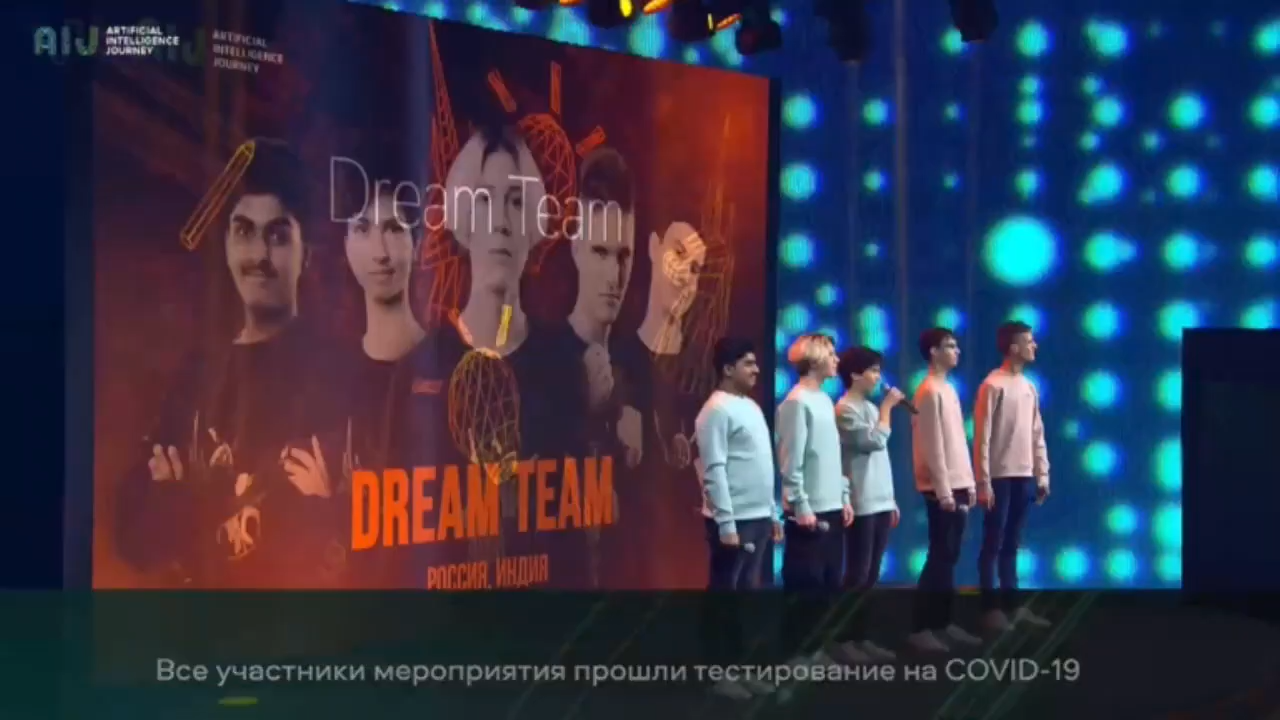 AIJ
ARTIFICIAL
INTELLIGENCE
JOURNEY
AIJ
ARTIFICIAL
INTELLIGENCE
JOURNEY
Dream Team
DREAM TEAM
РОССИЯ, ИНДИЯ
Все участники мероприятия прошли тестирование на COVID-19